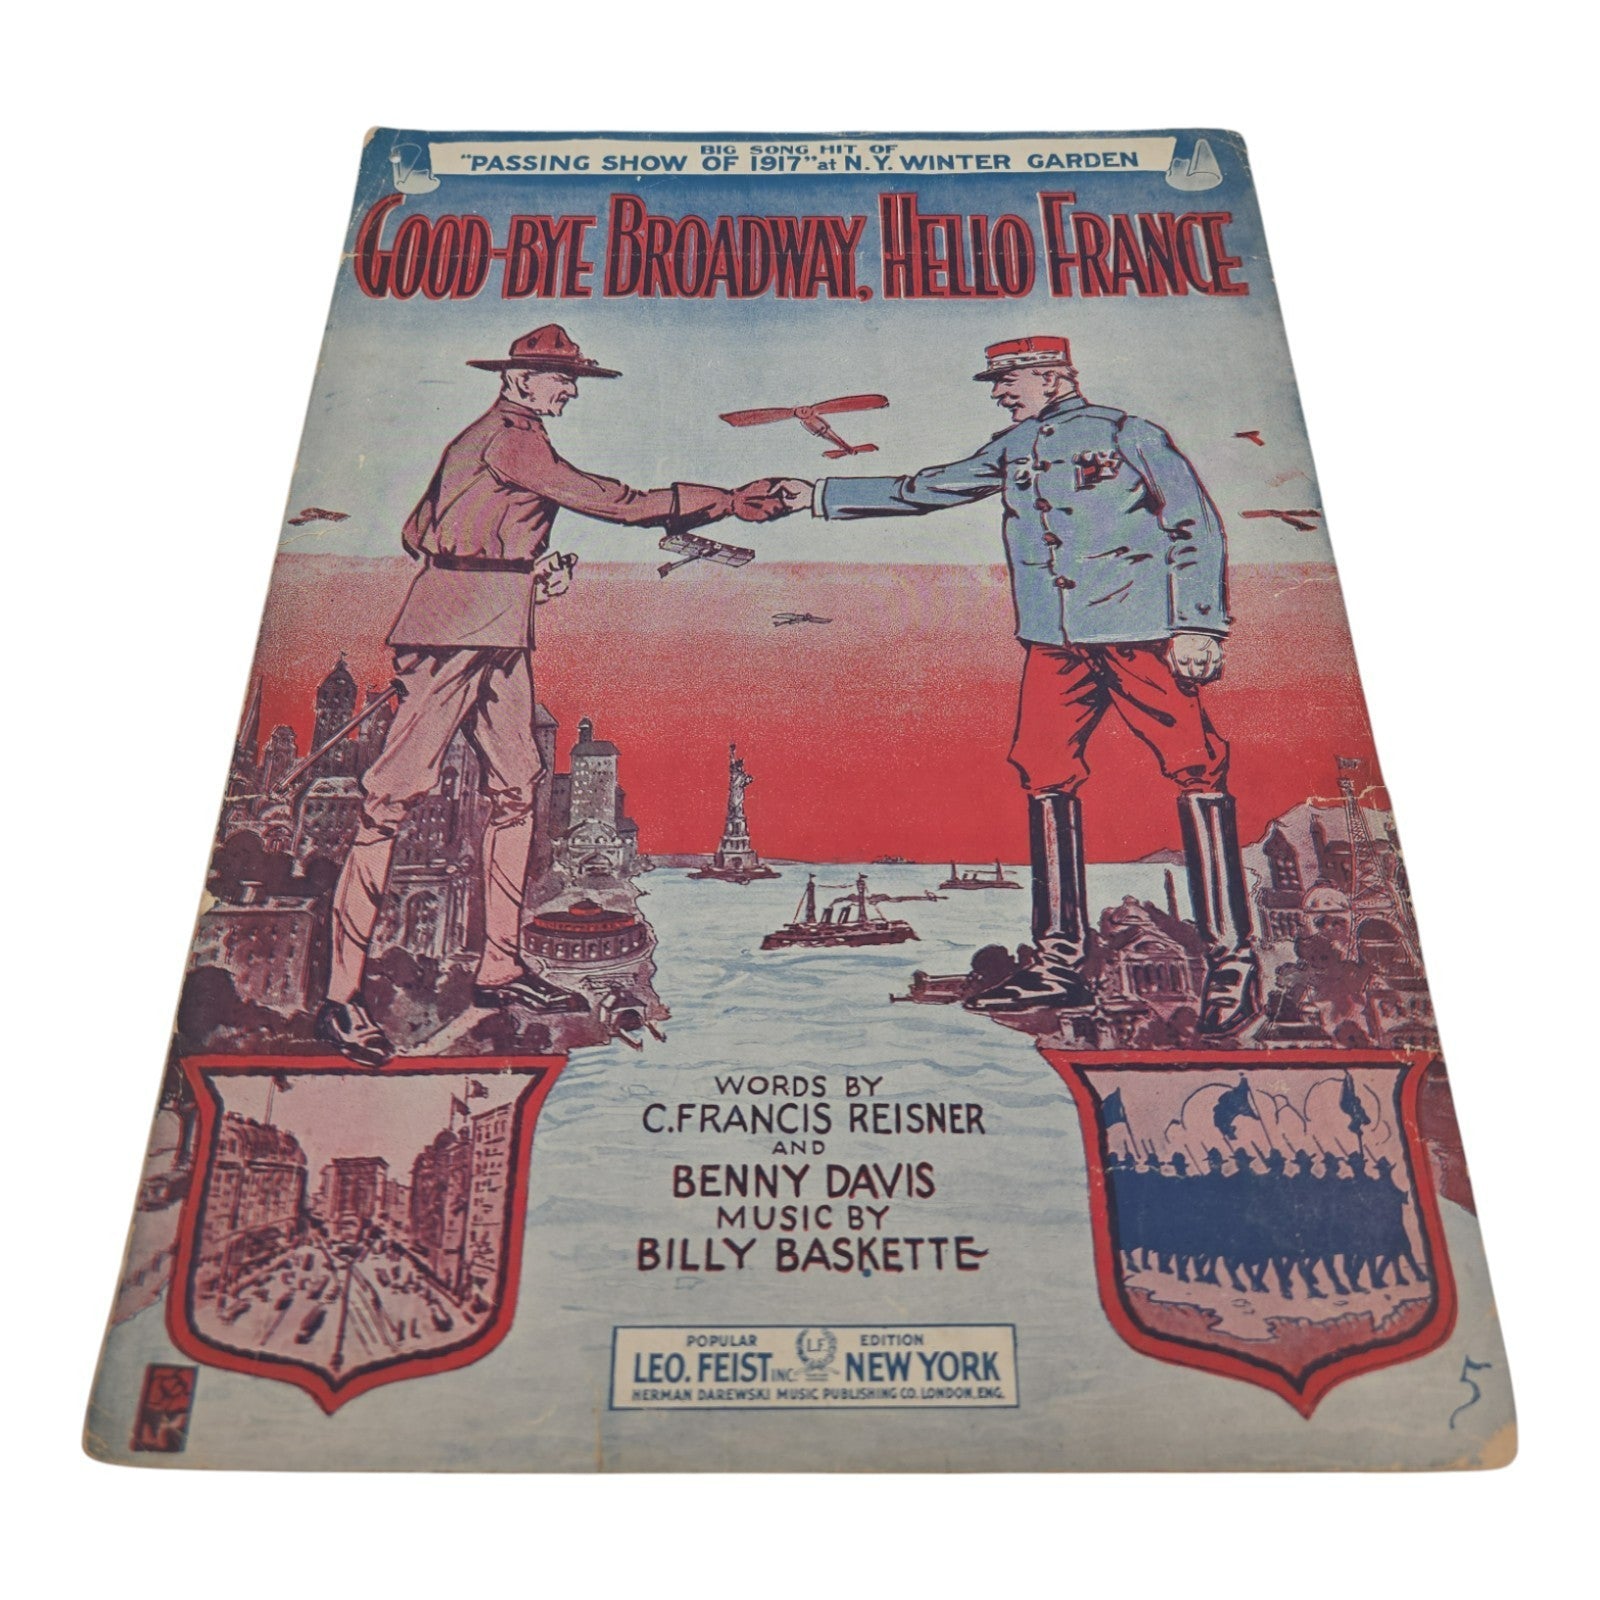 BIG SONG HIT OF
"PASSING SHOW OF 1917" at N.Y. WINTER GARDEN
GOOD-BYE BROADWAY, HELLO FRANCE
WORDS BY
C. FRANCIS REISNER
AND
BENNY DAVIS
MUSIC BY
BILLY BASKETTE
POPULAR LF EDITION
LEO. FEIST INC. NEW YORK
HERMAN DAREWSKI MUSIC PUBLISHING CO. LONDON, ENG.
5